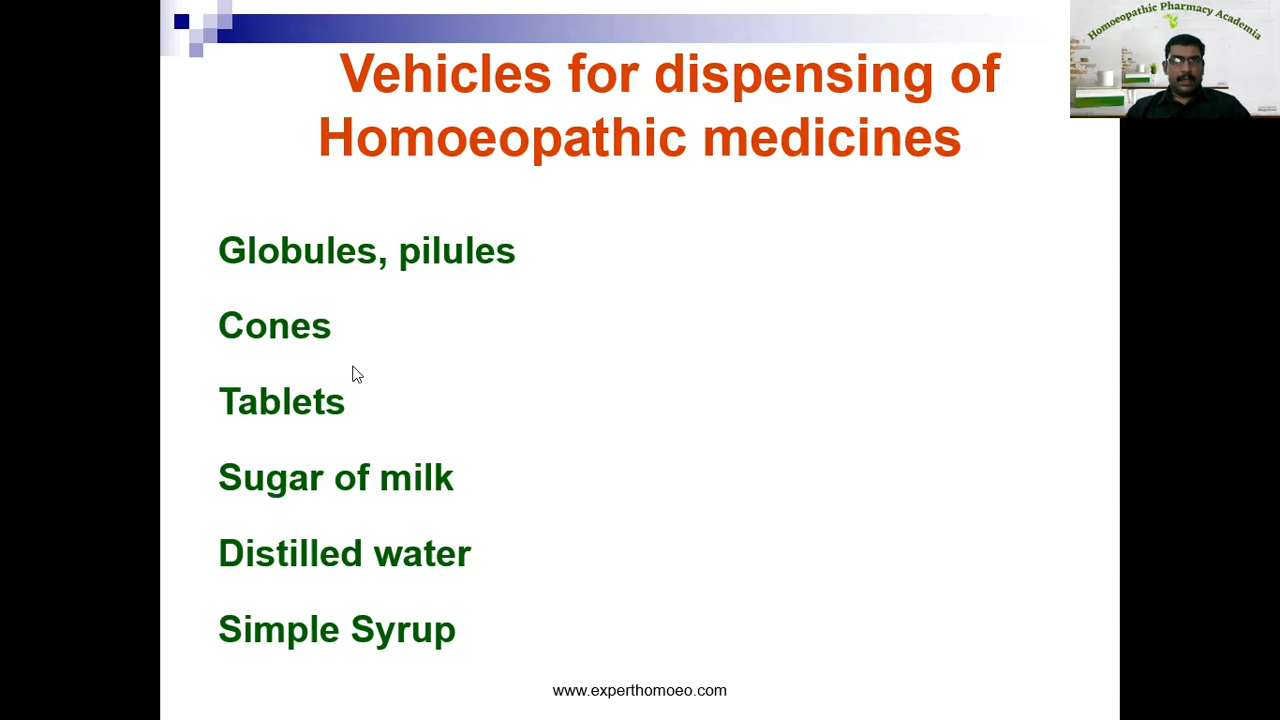 Homoeopathic Pharmacy Academia
Vehicles for dispensing of
Homoeopathic medicines
Globules, pilules
Cones
Tablets
Sugar of milk
Distilled water
Simple Syrup
www.experthomoeo.com